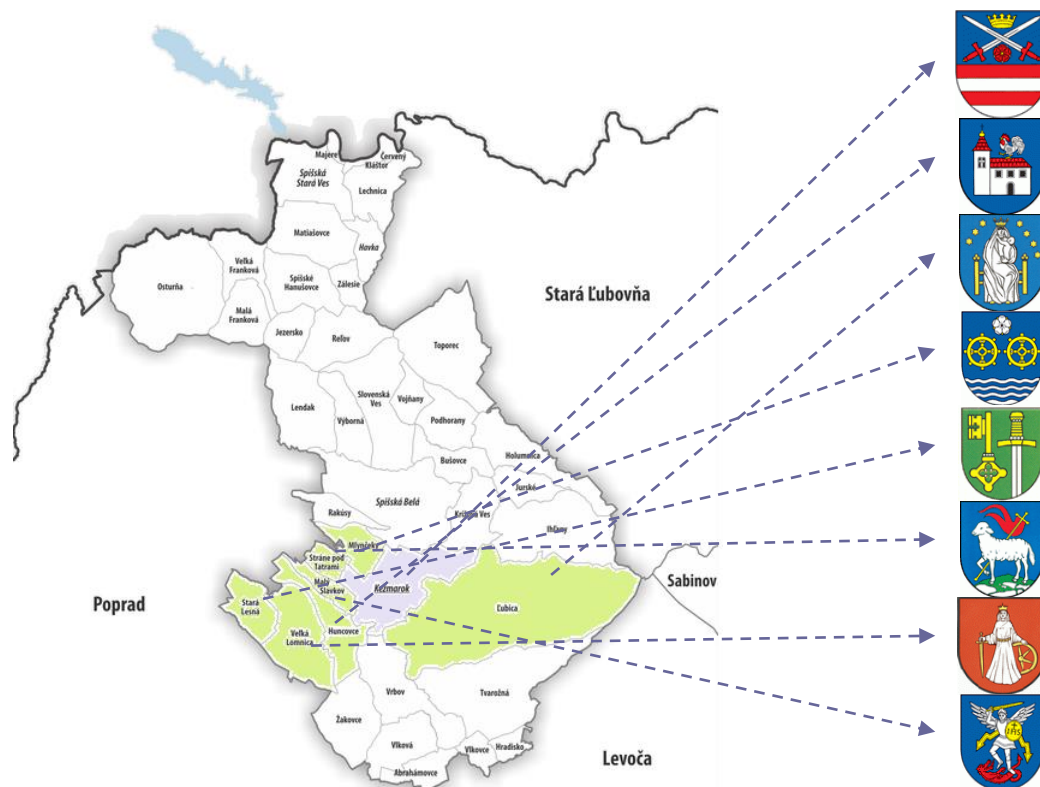 Majere
Červený
Kláštor
Spišská
Stará Ves
Lechnica
Matiašovce
Havka
Veľká
Franková
Osturňa
Spišské
Hanušovce
Zálesie
Stará Ľubovňa
Malá
Franková
Jezersko
Reľov
Toporec
Slovenská
Ves
Vojňany
Lendak
Výborná
Podhorany
Holumnica
Bušovce
Jurské
Spišská Belá
Rakúsy
Krížová Ves
Ihľany
Mlynčeky
Stráne pod
Tatrami
Sabinov
Malý
Slavkov
Kežmarok
Poprad
Stará
Lesná
Ľubica
Veľká
Lomnica
Huncovce
Vrbov
Tvarožná
Žakovce
Vlková
Vlkovce
Hradisko
Levoča
Abrahámovce
IHS